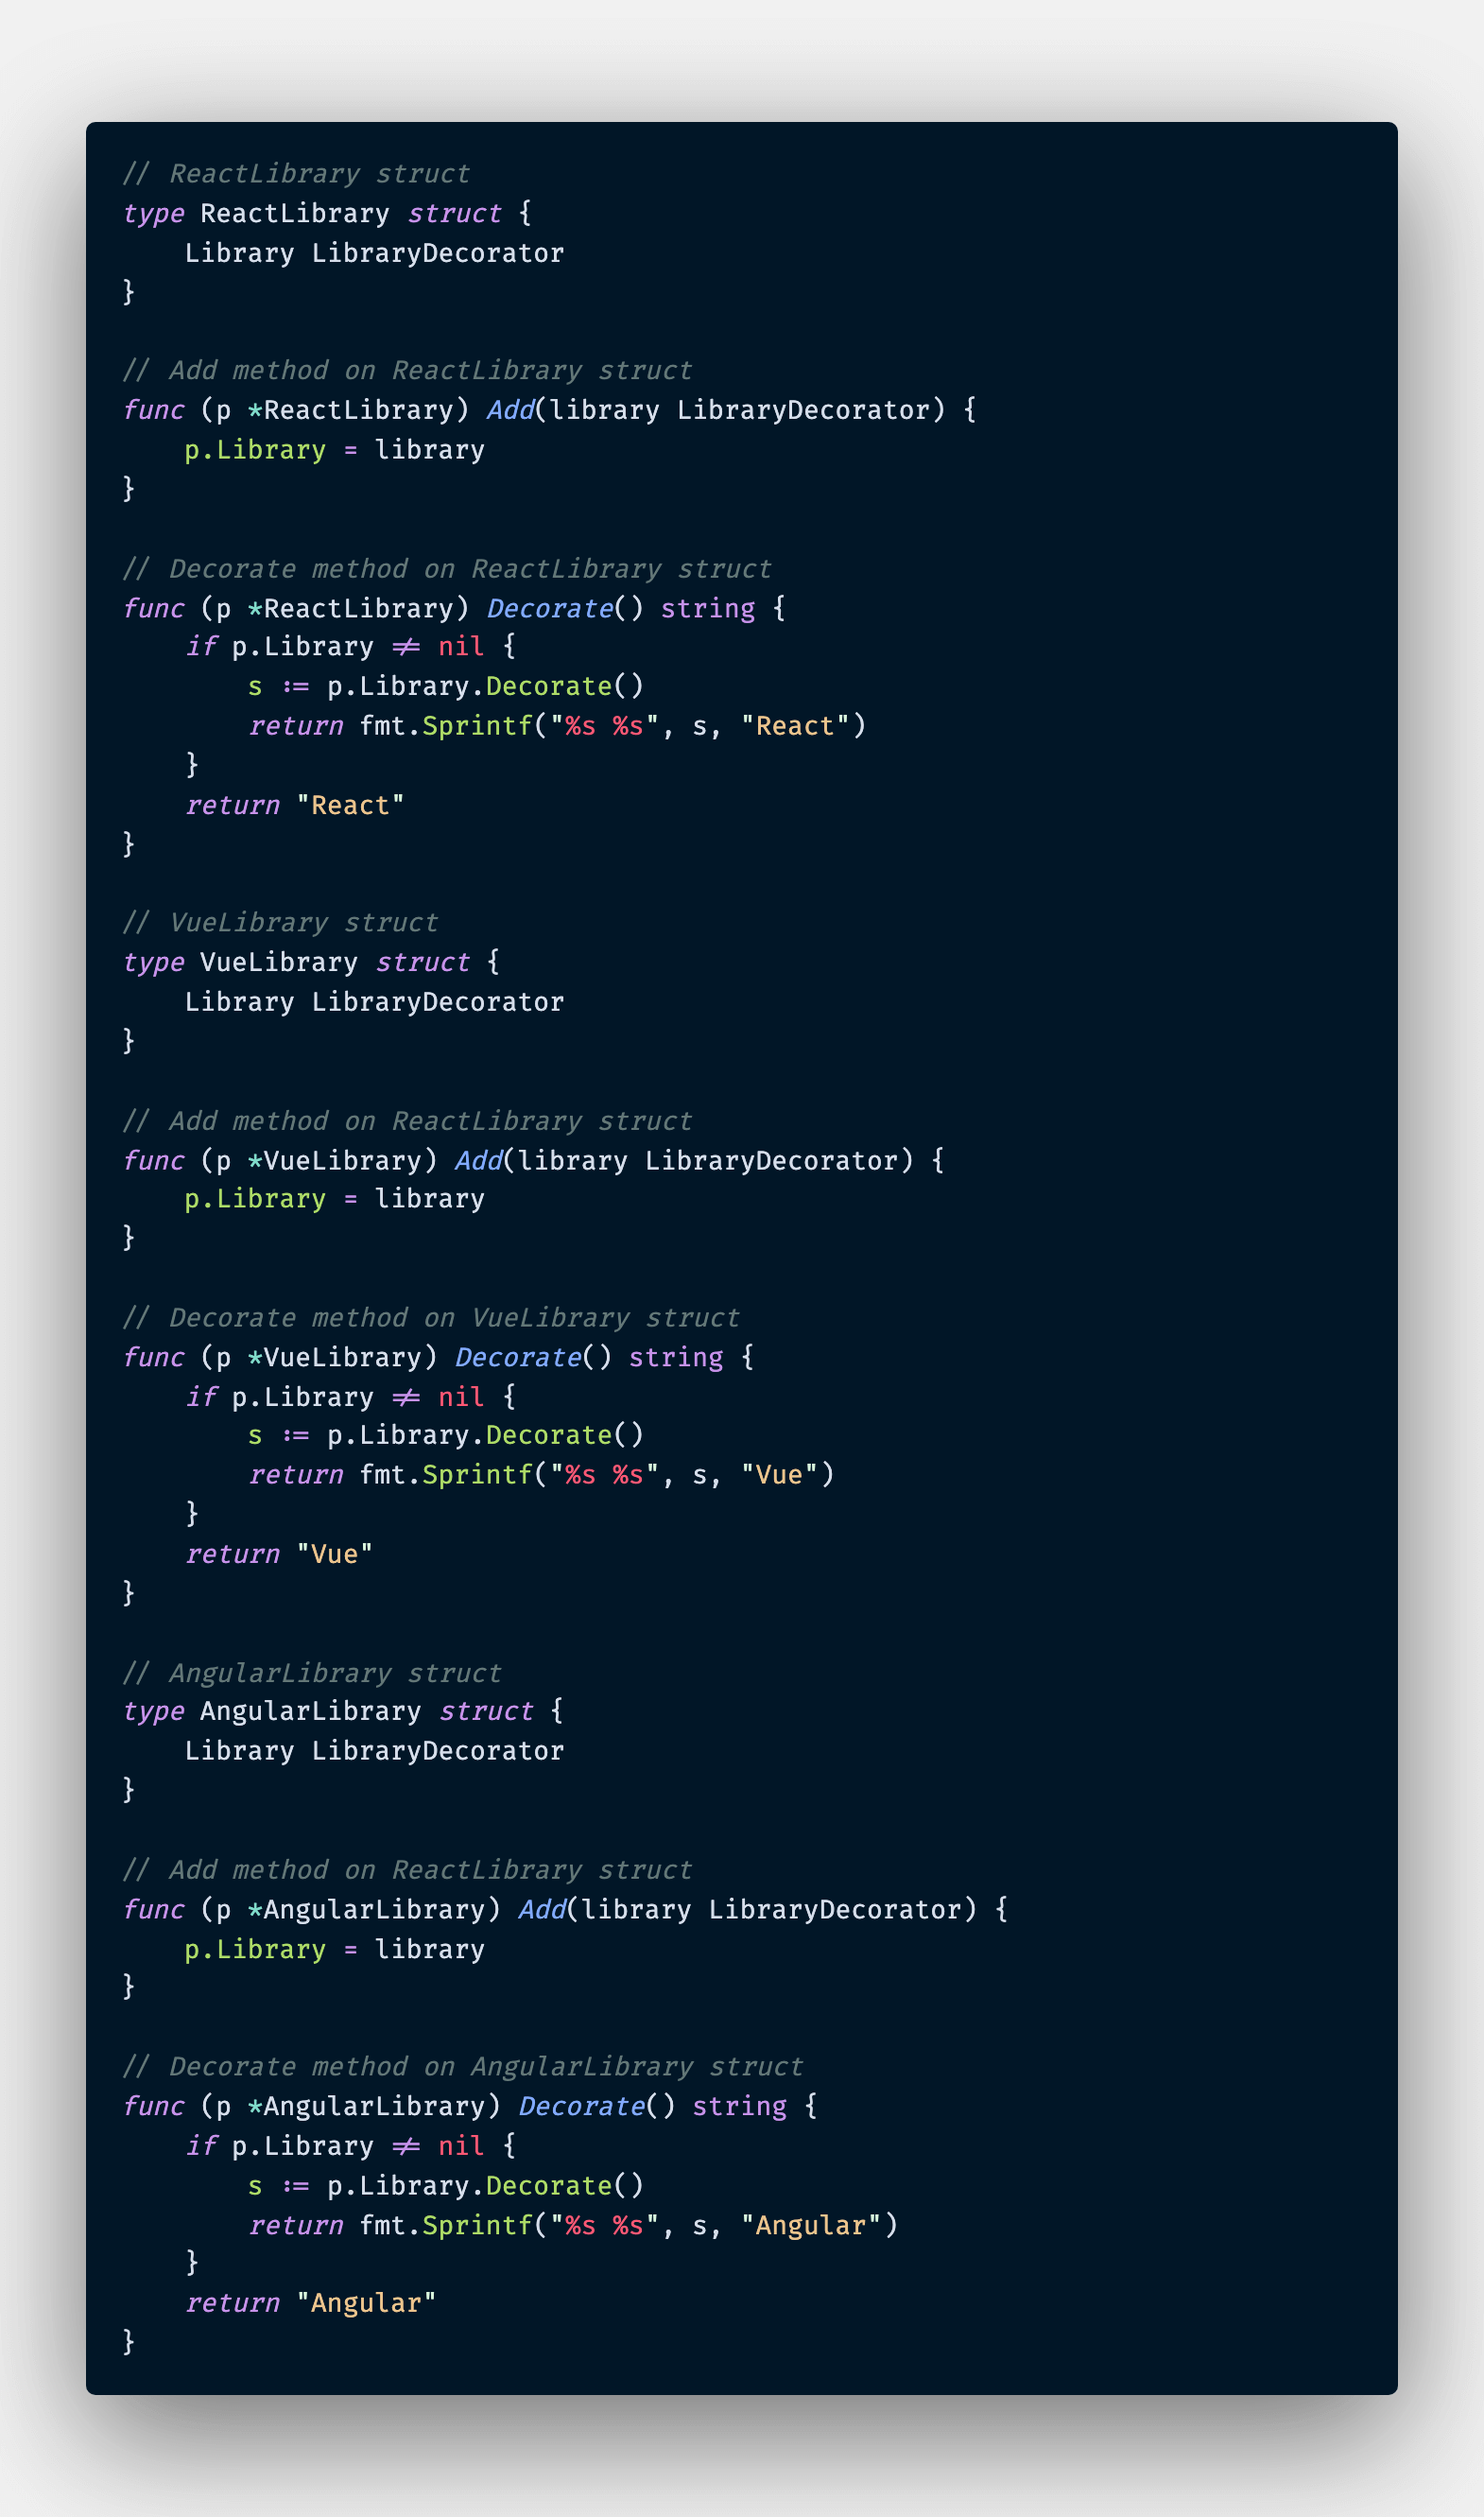 // ReactLibrary struct
type ReactLibrary struct {
    Library LibraryDecorator
}

// Add method on ReactLibrary struct
func (p *ReactLibrary) Add(library LibraryDecorator) {
    p.Library = library
}

// Decorate method on ReactLibrary struct
func (p *ReactLibrary) Decorate() string {
    if p.Library != nil {
        s := p.Library.Decorate()
        return fmt.Sprintf("%s %s", s, "React")
    }
    return "React"
}

// VueLibrary struct
type VueLibrary struct {
    Library LibraryDecorator
}

// Add method on ReactLibrary struct
func (p *VueLibrary) Add(library LibraryDecorator) {
    p.Library = library
}

// Decorate method on VueLibrary struct
func (p *VueLibrary) Decorate() string {
    if p.Library != nil {
        s := p.Library.Decorate()
        return fmt.Sprintf("%s %s", s, "Vue")
    }
    return "Vue"
}

// AngularLibrary struct
type AngularLibrary struct {
    Library LibraryDecorator
}

// Add method on ReactLibrary struct
func (p *AngularLibrary) Add(library LibraryDecorator) {
    p.Library = library
}

// Decorate method on AngularLibrary struct
func (p *AngularLibrary) Decorate() string {
    if p.Library != nil {
        s := p.Library.Decorate()
        return fmt.Sprintf("%s %s", s, "Angular")
    }
    return "Angular"
}